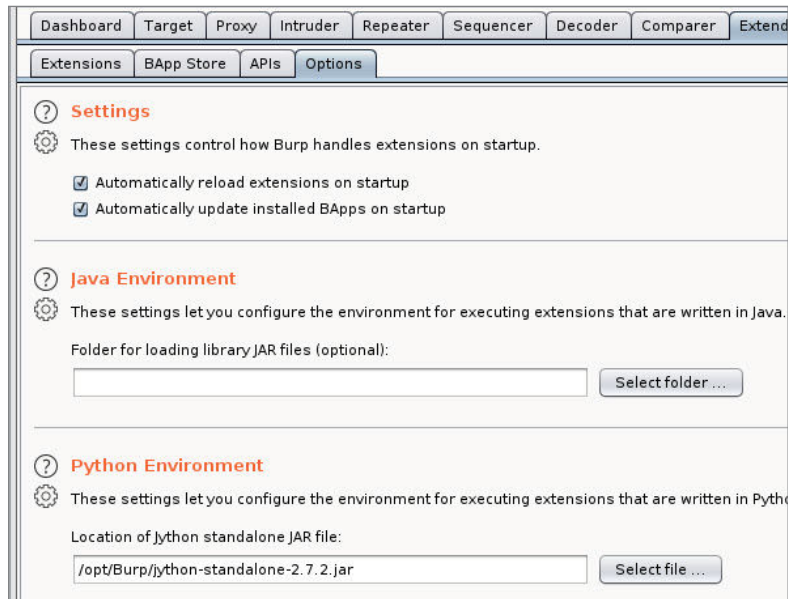 Dashboard Target Proxy Intruder Repeater Sequencer Decoder Comparer Extend
Extensions BApp Store APIs Options
? Settings
These settings control how Burp handles extensions on startup.
Automatically reload extensions on startup
Automatically update installed BApps on startup
? Java Environment
These settings let you configure the environment for executing extensions that are written in Java.
Folder for loading library JAR files (optional):
Select folder ...
? Python Environment
These settings let you configure the environment for executing extensions that are written in Pytho
Location of Jython standalone JAR file:
/opt/Burp/jython-standalone-2.7.2.jar Select file ...